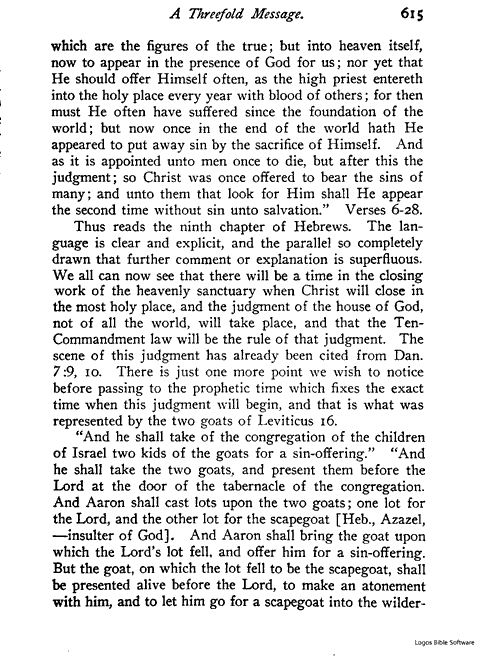 A Threefold Message. 615
which are the figures of the true; but into heaven itself,
now to appear in the presence of God for us; nor yet that
He should offer Himself often, as the high priest entereth
into the holy place every year with blood of others; for then
must He often have suffered since the foundation of the
world; but now once in the end of the world hath He
appeared to put away sin by the sacrifice of Himself. And
as it is appointed unto men once to die, but after this the
judgment; so Christ was once offered to bear the sins of
many; and unto them that look for Him shall He appear
the second time without sin unto salvation." Verses 6-28.
Thus reads the ninth chapter of Hebrews. The lan-
guage is clear and explicit, and the parallel so completely
drawn that further comment or explanation is superfluous.
We all can now see that there will be a time in the closing
work of the heavenly sanctuary when Christ will close in
the most holy place, and the judgment of the house of God,
not of all the world, will take place, and that the Ten-
Commandment law will be the rule of that judgment. The
scene of this judgment has already been cited from Dan.
7:9, 10. There is just one more point we wish to notice
before passing to the prophetic time which fixes the exact
time when this judgment will begin, and that is what was
represented by the two goats of Leviticus 16.
"And he shall take of the congregation of the children
of Israel two kids of the goats for a sin-offering." "And
he shall take the two goats, and present them before the
Lord at the door of the tabernacle of the congregation.
And Aaron shall cast lots upon the two goats; one lot for
the Lord, and the other lot for the scapegoat [Heb., Azazel,
—insulter of God]. And Aaron shall bring the goat upon
which the Lord's lot fell, and offer him for a sin-offering.
But the goat, on which the lot fell to be the scapegoat, shall
be presented alive before the Lord, to make an atonement
with him, and to let him go for a scapegoat into the wilder-
Logos Bible Software